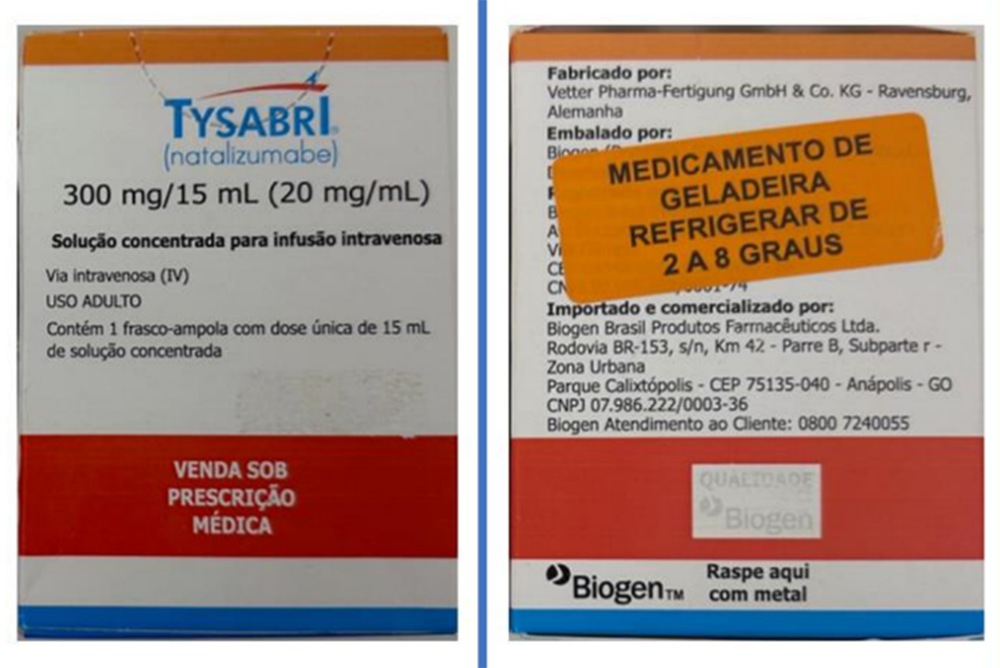 TYSABRI®
(natalizumabe)
300 mg/15 mL (20 mg/mL)
Solução concentrada para infusão intravenosa
Via intravenosa (IV)
USO ADULTO
Contém 1 frasco-ampola com dose única de 15 mL
de solução concentrada
VENDA SOB
PRESCRIÇÃO
MÉDICA
Fabricado por:
Vetter Pharma-Fertigung GmbH & Co. KG - Ravensburg,
Alemanha
Embalado por:
MEDICAMENTO DE
GELADEIRA
REFRIGERAR DE
2 A 8 GRAUS
Importado e comercializado por:
Biogen Brasil Produtos Farmacêuticos Ltda.
Rodovia BR-153, s/n, Km 42 - Parre B, Subparte r -
Zona Urbana
Parque Calixtópolis - CEP 75135-040 - Anápolis - GO
CNPJ 07.986.222/0003-36
Biogen Atendimento ao Cliente: 0800 7240055
QUALIDADE
Biogen
Biogen™
Raspe aqui
com metal